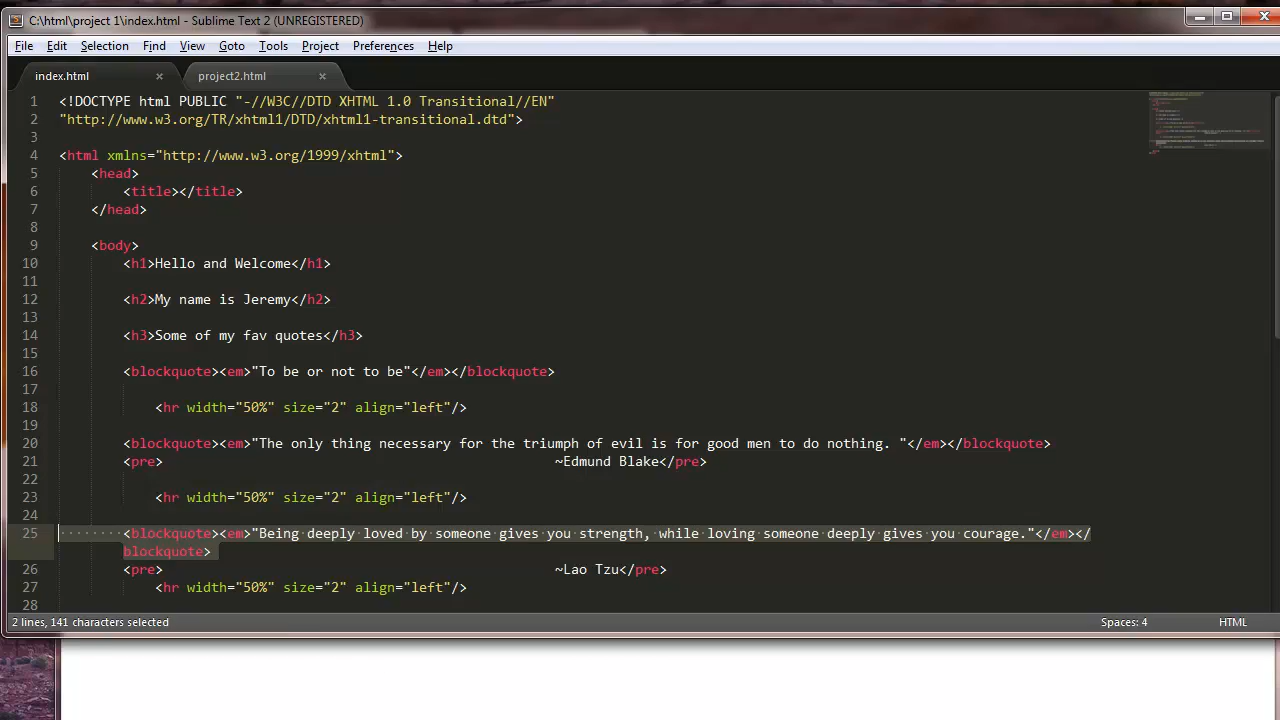 C:\html\project 1\index.html - Sublime Text 2 (UNREGISTERED)
File Edit Selection Find View Goto Tools Project Preferences Help
index.html × project2.html ×
1 <!DOCTYPE html PUBLIC "-//W3C//DTD XHTML 1.0 Transitional//EN"
2 "http://www.w3.org/TR/xhtml1/DTD/xhtml1-transitional.dtd">
3
4 <html xmlns="http://www.w3.org/1999/xhtml">
5 <head>
6 <title></title>
7 </head>
8
9 <body>
10 <h1>Hello and Welcome</h1>
11
12 <h2>My name is Jeremy</h2>
13
14 <h3>Some of my fav quotes</h3>
15
16 <blockquote><em>"To be or not to be"</em></blockquote>
17
18 <hr width="50%" size="2" align="left"/>
19
20 <blockquote><em>"The only thing necessary for the triumph of evil is for good men to do nothing. "</em></blockquote>
21 <pre> ~Edmund Blake</pre>
22
23 <hr width="50%" size="2" align="left"/>
24
25 <blockquote><em>"Being deeply loved by someone gives you strength, while loving someone deeply gives you courage."</em></
blockquote>
26 <pre> ~Lao Tzu</pre>
27 <hr width="50%" size="2" align="left"/>
28
2 lines, 141 characters selected Spaces: 4 HTML